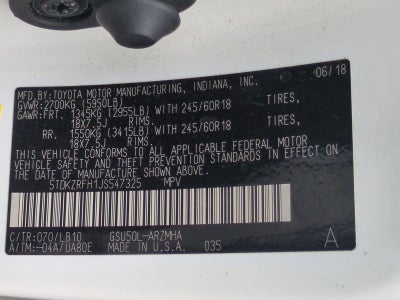 MFD.BY:TOYOTA MOTOR MANUFACTURING, INDIANA, INC. 06/18
GVWR:2700KG (5950LB)
GAWR:FRT. 1345KG (2955LB) WITH 245/60R18 TIRES,
18X7.5J RIMS.
RR. 1550KG (3415LB) WITH 245/60R18 TIRES,
18X7.5J RIMS.
THIS VEHICLE CONFORMS TO ALL APPLICABLE FEDERAL MOTOR
VEHICLE SAFETY AND THEFT PREVENTION STANDARDS IN EFFECT ON
THE DATE OF MANUFACTURE SHOWN ABOVE.
5TDKZRFH1JS547325 MPV
C/TR:070/LB10 GSU50L-ARZMHA
A/TM:-04A/UA80E MADE IN U.S.A. 035 A